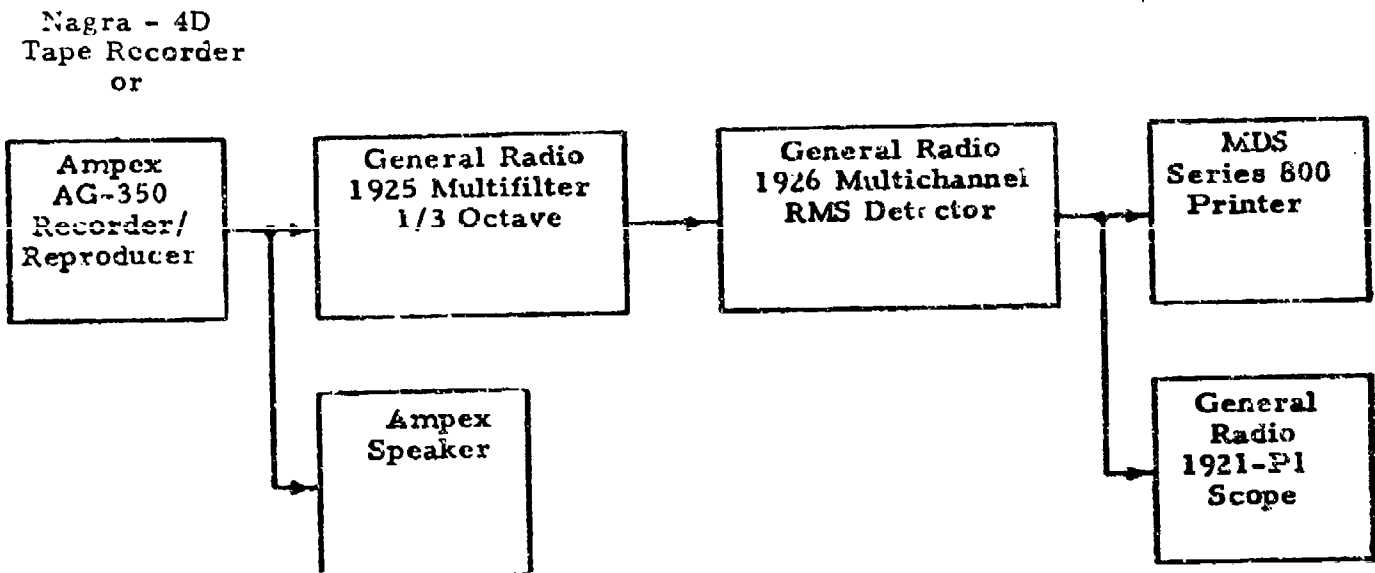 Nagra - 4D
Tape Recorder
or
Ampex
AG-350
Recorder/
Reproducer
General Radio
1925 Multifilter
1/3 Octave
General Radio
1926 Multichannel
RMS Detector
MDS
Series 800
Printer
Ampex
Speaker
General
Radio
1921-P1
Scope